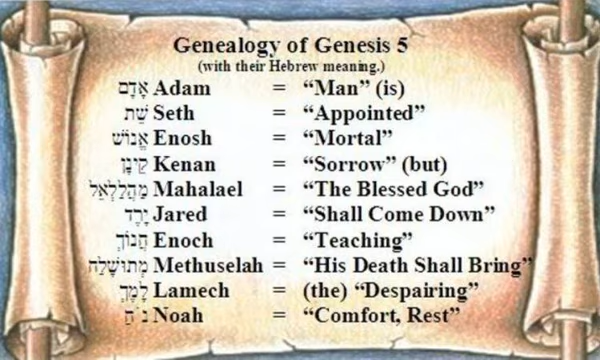 Genealogy of Genesis 5
(with their Hebrew meaning.)
אָדָם Adam = “Man” (is)
שֵׁת Seth = “Appointed”
אֱנוֹשׁ Enosh = “Mortal”
קֵינָן Kenan = “Sorrow” (but)
מַהֲלַלְאֵל Mahalael = “The Blessed God”
יֶרֶד Jared = “Shall Come Down”
חֲנוֹךְ Enoch = “Teaching”
מְתוּשֶׁלַח Methuselah = “His Death Shall Bring”
לֶמֶךְ Lamech = (the) “Despairing”
נֹחַ Noah = “Comfort, Rest”